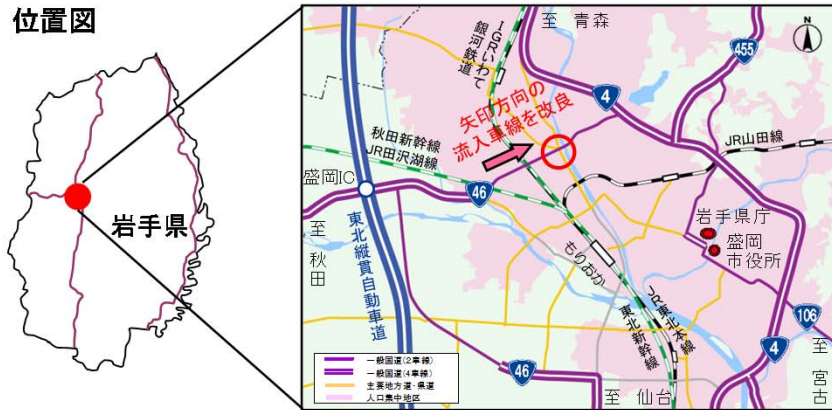 位置図
岩手県
至 青森
N
IGRいわて
銀河鉄道
455
4
矢印方向の
流入車線を改良
秋田新幹線
JR田沢湖線
JR山田線
盛岡IC
46
岩手県庁
盛岡
市役所
至
秋田
東北縦貫自動車道
もりおか
JR東北本線
東北新幹線
106
4
至
宮古
46
至 仙台
一般国道(2車線)
一般国道(4車線)
主要地方道・県道
人口集中地区